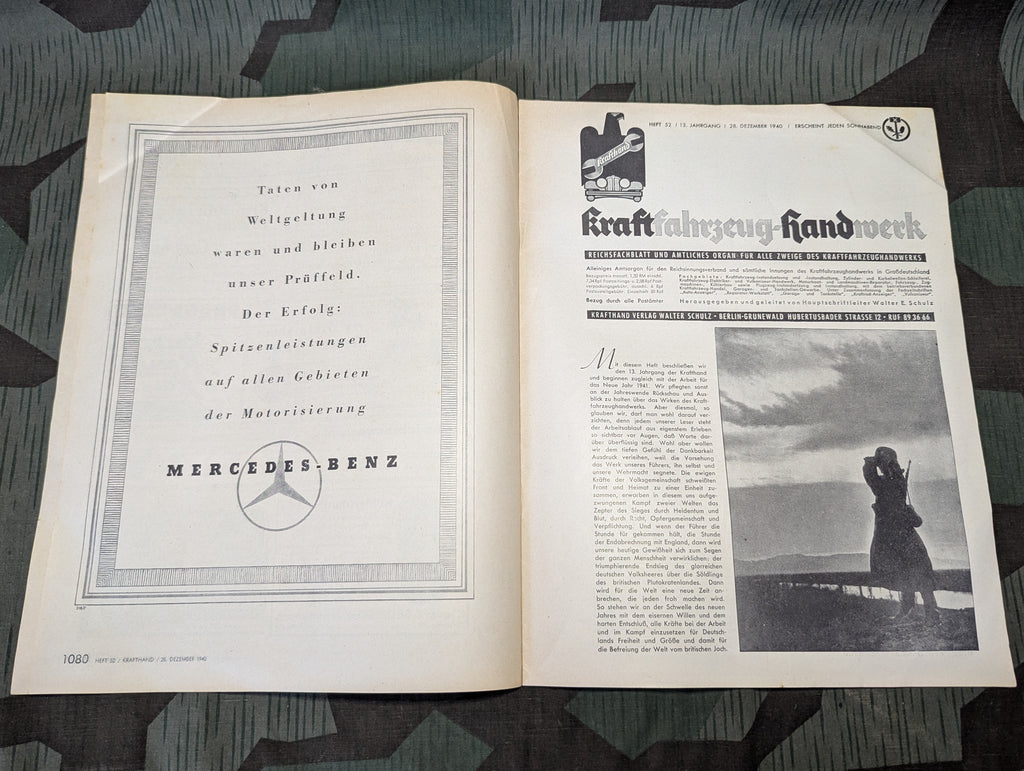 Taten von
Weltgeltung
waren und bleiben
unser Prüffeld.
Der Erfolg:
Spitzenleistungen
auf allen Gebieten
der Motorisierung
MERCEDES-BENZ
1080 HEFT 52 / KRAFTHAND / 28. DEZEMBER 1940
HEFT 52 / 13. JAHRGANG / 28. DEZEMBER 1940 / ERSCHEINT JEDEN SONNABEND
Krafthand
Kraftfahrzeug-Handwerk
REICHSFACHBLATT UND AMTLICHES ORGAN FÜR ALLE ZWEIGE DES KRAFTFAHRZEUGHANDWERKS
Alleiniges Amtsorgan für den Reichsinnungsverband und sämtliche Innungen des Kraftfahrzeughandwerks in Großdeutschland
Bezug durch alle Postämter
Herausgegeben und geleitet von Hauptschriftleiter Walter E. Schulz
KRAFTHAND VERLAG WALTER SCHULZ • BERLIN-GRUNEWALD HUBERTUSBADER STRASSE 12 • RUF 89 36 66
Mit diesem Heft beschließen wir
den 13. Jahrgang der Krafthand
und beginnen zugleich mit der Arbeit für
das Neue Jahr 1941. Wir pflegten sonst
an der Jahreswende Rückschau und Aus-
blick zu halten über das Wirken des Kraft-
fahrzeughandwerks. Aber diesmal, so
glauben wir, darf man wohl darauf ver-
zichten, denn jedem unserer Leser steht
der Arbeitsablauf aus eigenstem Erleben
so sichtbar vor Augen, daß Worte dar-
über überflüssig sind. Wohl aber wollen
wir dem tiefen Gefühl der Dankbarkeit
Ausdruck verleihen, weil die Vorsehung
das Werk unseres Führers, ihn selbst und
unsere Wehrmacht segnete. Die ewigen
Kräfte der Volksgemeinschaft schweißten
Front und Heimat zu einer Einheit zu-
sammen, erwarben in diesem uns aufge-
zwungenen Kampf zweier Welten das
Zepter des Sieges durch Heldentum und
Blut, durch Recht, Opfergemeinschaft und
Verpflichtung. Und wenn der Führer die
Stunde für gekommen hält, die Stunde
der Endabrechnung mit England, dann wird
unsere heutige Gewißheit sich zum Segen
der ganzen Menschheit verwirklichen: der
triumphierende Endsieg des glorreichen
deutschen Volksheeres über die Söldlinge
des britischen Plutokratenlandes. Dann
wird für die Welt eine neue Zeit an-
brechen, die jeden froh machen wird.
So stehen wir an der Schwelle des neuen
Jahres mit dem eisernen Willen und dem
harten Entschluß, alle Kräfte bei der Arbeit
und im Kampf einzusetzen für Deutsch-
lands Freiheit und Größe und damit für
die Befreiung der Welt vom britischen Joch.